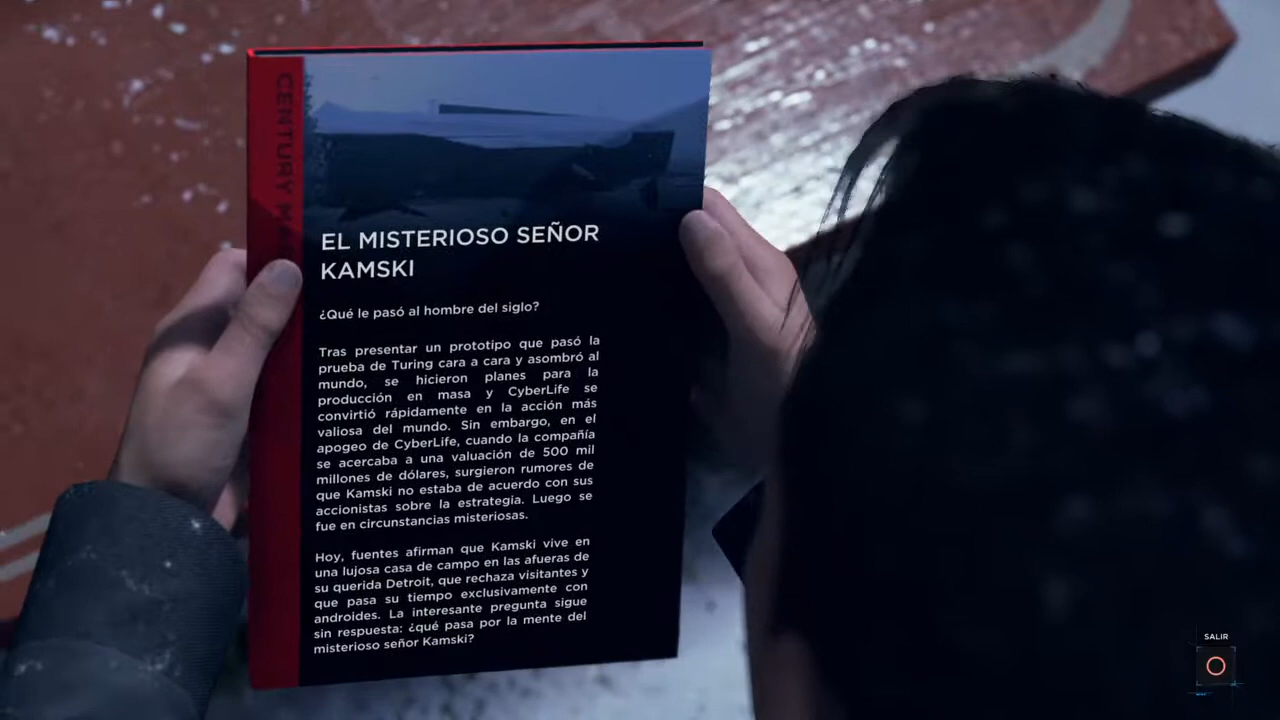 CENTURY
EL MISTERIOSO SEÑOR
KAMSKI
¿Qué le pasó al hombre del siglo?
Tras presentar un prototipo que pasó la
prueba de Turing cara a cara y asombró al
mundo, se hicieron planes para la
producción en masa y CyberLife se
convirtió rápidamente en la acción más
valiosa del mundo. Sin embargo, en el
apogeo de CyberLife, cuando la compañía
se acercaba a una valuación de 500 mil
millones de dólares, surgieron rumores de
que Kamski no estaba de acuerdo con sus
accionistas sobre la estrategia. Luego se
fue en circunstancias misteriosas.
Hoy, fuentes afirman que Kamski vive en
una lujosa casa de campo en las afueras de
su querida Detroit, que rechaza visitantes y
que pasa su tiempo exclusivamente con
androides. La interesante pregunta sigue
sin respuesta: ¿qué pasa por la mente del
misterioso señor Kamski?
SALIR